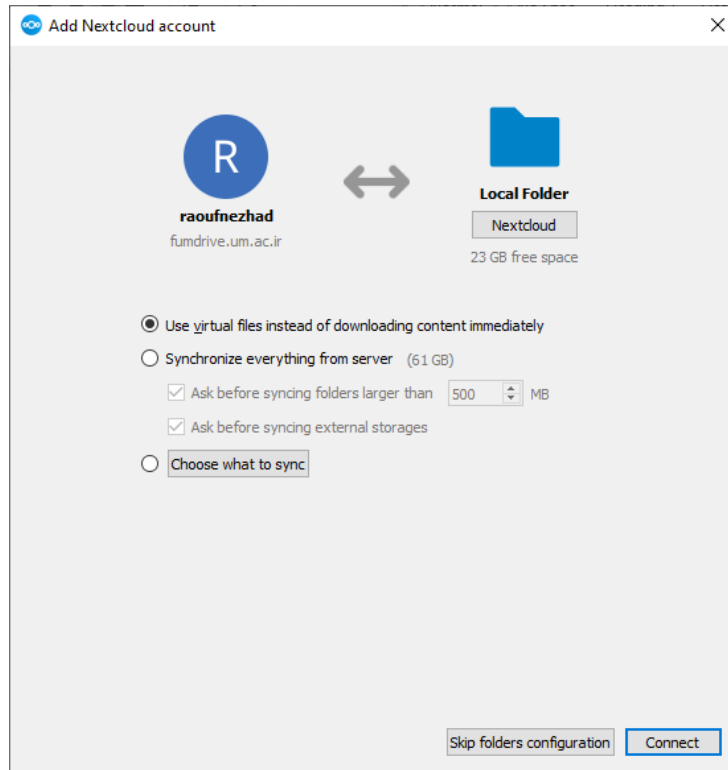 Add Nextcloud account
R
raoufnezhad
fumdrive.um.ac.ir
Local Folder
Nextcloud
23 GB free space
Use virtual files instead of downloading content immediately
Synchronize everything from server (61 GB)
Ask before syncing folders larger than 500 MB
Ask before syncing external storages
Choose what to sync
Skip folders configuration
Connect